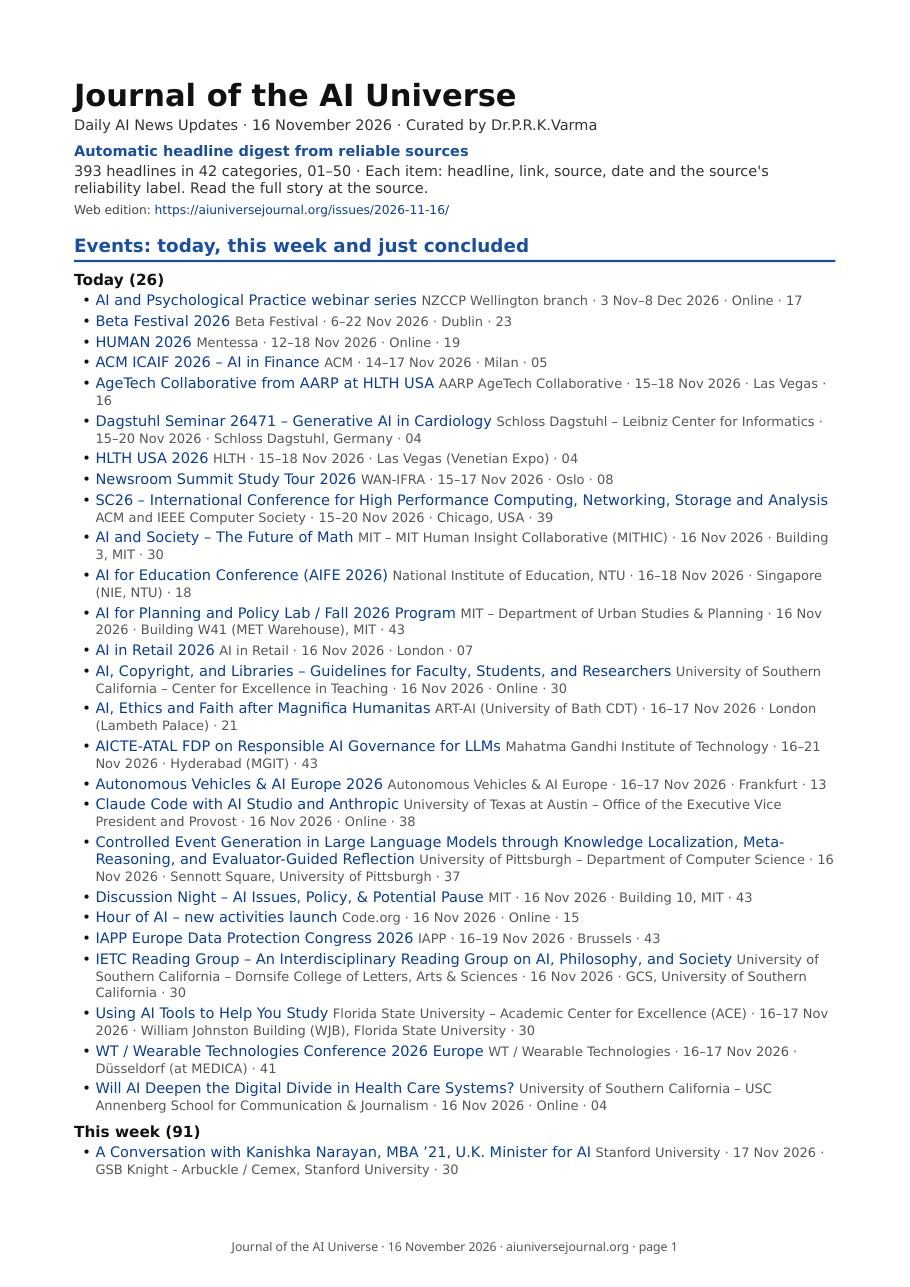 Journal of the AI Universe
Daily AI News Updates · 16 November 2026 · Curated by Dr.P.R.K.Varma
Automatic headline digest from reliable sources
393 headlines in 42 categories, 01–50 · Each item: headline, link, source, date and the source's
reliability label. Read the full story at the source.
Web edition: https://aiuniversejournal.org/issues/2026-11-16/
Events: today, this week and just concluded
Today (26)
• AI and Psychological Practice webinar series NZCCP Wellington branch · 3 Nov–8 Dec 2026 · Online · 17
• Beta Festival 2026 Beta Festival · 6–22 Nov 2026 · Dublin · 23
• HUMAN 2026 Mentessa · 12–18 Nov 2026 · Online · 19
• ACM ICAIF 2026 – AI in Finance ACM · 14–17 Nov 2026 · Milan · 05
• AgeTech Collaborative from AARP at HLTH USA AARP AgeTech Collaborative · 15–18 Nov 2026 · Las Vegas ·
16
• Dagstuhl Seminar 26471 – Generative AI in Cardiology Schloss Dagstuhl – Leibniz Center for Informatics ·
15–20 Nov 2026 · Schloss Dagstuhl, Germany · 04
• HLTH USA 2026 HLTH · 15–18 Nov 2026 · Las Vegas (Venetian Expo) · 04
• Newsroom Summit Study Tour 2026 WAN-IFRA · 15–17 Nov 2026 · Oslo · 08
• SC26 – International Conference for High Performance Computing, Networking, Storage and Analysis
ACM and IEEE Computer Society · 15–20 Nov 2026 · Chicago, USA · 39
• AI and Society – The Future of Math MIT – MIT Human Insight Collaborative (MITHIC) · 16 Nov 2026 · Building
3, MIT · 30
• AI for Education Conference (AIFE 2026) National Institute of Education, NTU · 16–18 Nov 2026 · Singapore
(NIE, NTU) · 18
• AI for Planning and Policy Lab / Fall 2026 Program MIT – Department of Urban Studies & Planning · 16 Nov
2026 · Building W41 (MET Warehouse), MIT · 43
• AI in Retail 2026 AI in Retail · 16 Nov 2026 · London · 07
• AI, Copyright, and Libraries – Guidelines for Faculty, Students, and Researchers University of Southern
California – Center for Excellence in Teaching · 16 Nov 2026 · Online · 30
• AI, Ethics and Faith after Magnifica Humanitas ART-AI (University of Bath CDT) · 16–17 Nov 2026 · London
(Lambeth Palace) · 21
• AICTE-ATAL FDP on Responsible AI Governance for LLMs Mahatma Gandhi Institute of Technology · 16–21
Nov 2026 · Hyderabad (MGIT) · 43
• Autonomous Vehicles & AI Europe 2026 Autonomous Vehicles & AI Europe · 16–17 Nov 2026 · Frankfurt · 13
• Claude Code with AI Studio and Anthropic University of Texas at Austin – Office of the Executive Vice
President and Provost · 16 Nov 2026 · Online · 38
• Controlled Event Generation in Large Language Models through Knowledge Localization, Meta-
Reasoning, and Evaluator-Guided Reflection University of Pittsburgh – Department of Computer Science · 16
Nov 2026 · Sennott Square, University of Pittsburgh · 37
• Discussion Night – AI Issues, Policy, & Potential Pause MIT · 16 Nov 2026 · Building 10, MIT · 43
• Hour of AI – new activities launch Code.org · 16 Nov 2026 · Online · 15
• IAPP Europe Data Protection Congress 2026 IAPP · 16–19 Nov 2026 · Brussels · 43
• IETC Reading Group – An Interdisciplinary Reading Group on AI, Philosophy, and Society University of
Southern California – Dornsife College of Letters, Arts & Sciences · 16 Nov 2026 · GCS, University of Southern
California · 30
• Using AI Tools to Help You Study Florida State University – Academic Center for Excellence (ACE) · 16–17 Nov
2026 · William Johnston Building (WJB), Florida State University · 30
• WT / Wearable Technologies Conference 2026 Europe WT / Wearable Technologies · 16–17 Nov 2026 ·
Düsseldorf (at MEDICA) · 41
• Will AI Deepen the Digital Divide in Health Care Systems? University of Southern California – USC
Annenberg School for Communication & Journalism · 16 Nov 2026 · Online · 04
This week (91)
• A Conversation with Kanishka Narayan, MBA ’21, U.K. Minister for AI Stanford University · 17 Nov 2026 ·
GSB Knight - Arbuckle / Cemex, Stanford University · 30
Journal of the AI Universe · 16 November 2026 · aiuniversejournal.org · page 1